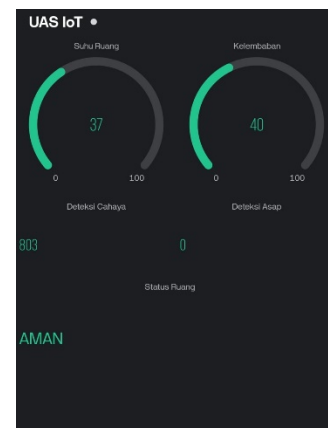 UAS IoT
Suhu Ruang Kelembaban
37 40
0 100 0 100
Deteksi Cahaya Deteksi Asap
803 0
Status Ruang
AMAN